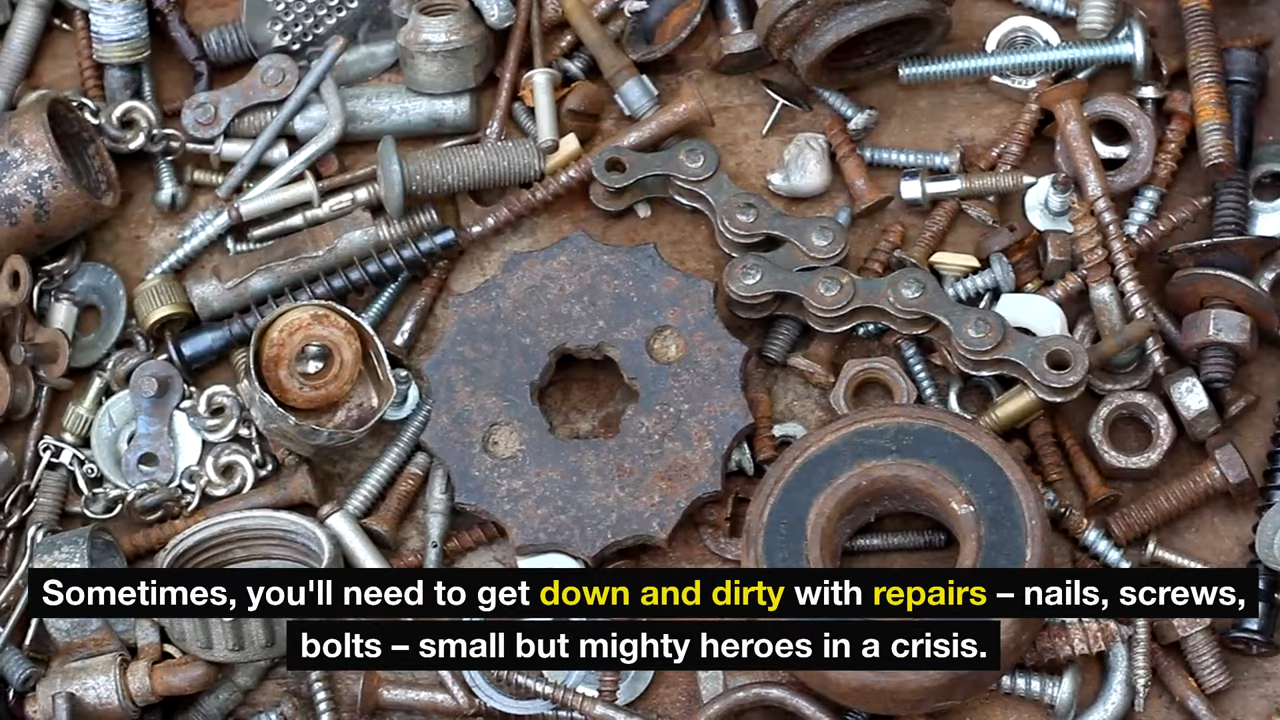 Sometimes, you'll need to get down and dirty with repairs – nails, screws,
bolts – small but mighty heroes in a crisis.